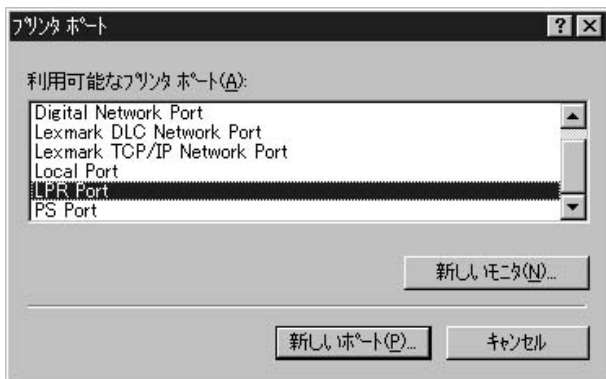 プリンタ ポート
利用可能なプリンタ ポート(A):
Digital Network Port
Lexmark DLC Network Port
Lexmark TCP/IP Network Port
Local Port
LPR Port
PS Port
新しいモニタ(N)...
新しいポート(P)...
キャンセル